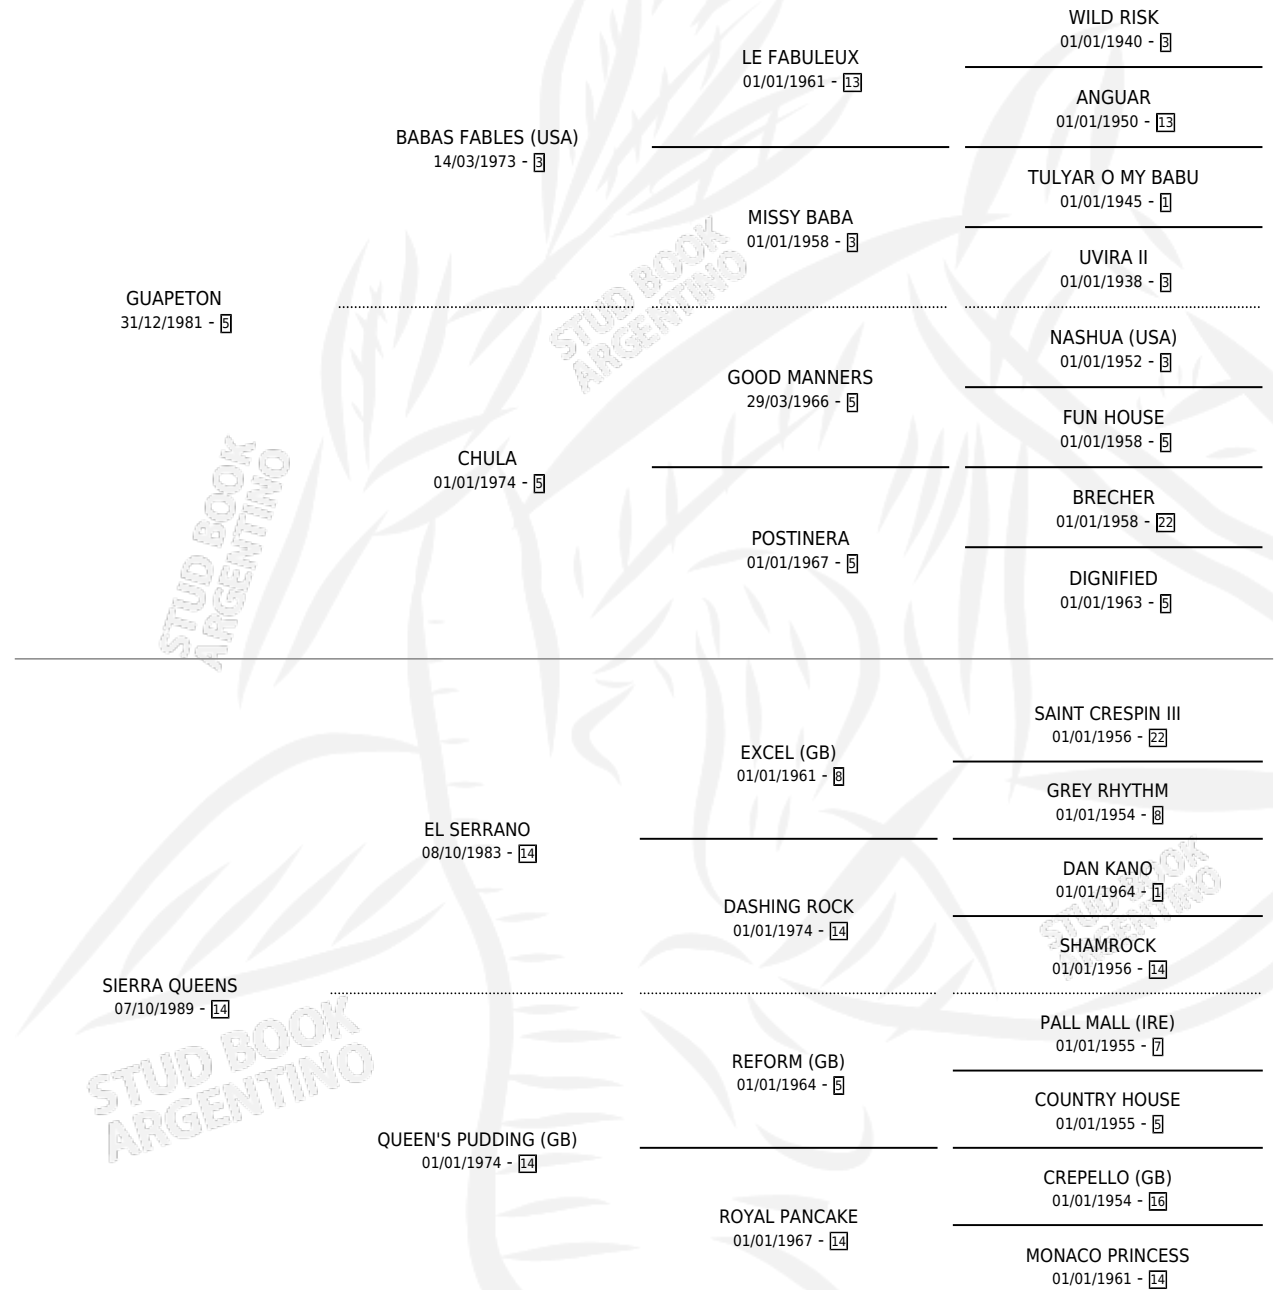 WILD RISK
01/01/1940 - 3
LE FABULEUX
01/01/1961 - 13
ANGUAR
01/01/1950 - 13
BABAS FABLES (USA)
14/03/1973 - 3
TULYAR O MY BABU
01/01/1945 - 1
MISSY BABA
01/01/1958 - 3
UVIRA II
01/01/1938 - 3
STUD BOOK
ARGENTINO
GUAPETON
31/12/1981 - 5
NASHUA (USA)
01/01/1952 - 3
GOOD MANNERS
29/03/1966 - 5
FUN HOUSE
01/01/1958 - 5
CHULA
01/01/1974 - 5
BRECHER
01/01/1958 - 22
POSTINERA
01/01/1967 - 5
DIGNIFIED
01/01/1963 - 5
STUD BOOK
ARGENTINO
SAINT CRESPIN III
01/01/1956 - 22
EXCEL (GB)
01/01/1961 - 8
GREY RHYTHM
01/01/1954 - 8
EL SERRANO
08/10/1983 - 14
DAN KANO
01/01/1964 - 1
DASHING ROCK
01/01/1974 - 14
SHAMROCK
01/01/1956 - 14
STUD BOOK
ARGENTINO
SIERRA QUEENS
07/10/1989 - 14
PALL MALL (IRE)
01/01/1955 - 7
REFORM (GB)
01/01/1964 - 5
COUNTRY HOUSE
01/01/1955 - 5
STUD BOOK
ARGENTINO
QUEEN'S PUDDING (GB)
01/01/1974 - 14
CREPELLO (GB)
01/01/1954 - 16
ROYAL PANCAKE
01/01/1967 - 14
MONACO PRINCESS
01/01/1961 - 14